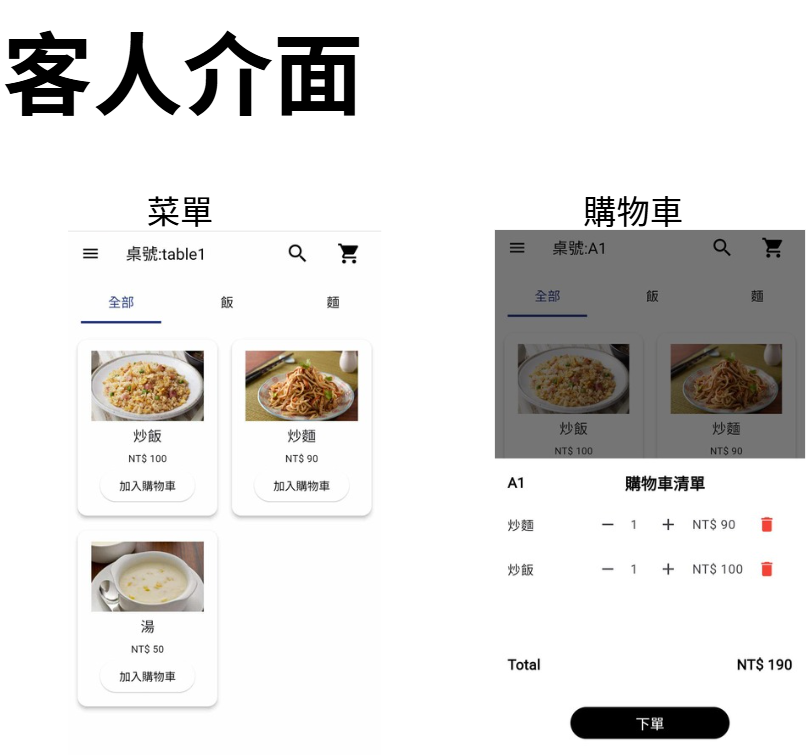 客人介面
菜單
桌號:table1
全部 飯 麵
炒飯 炒麵
NT$ 100 NT$ 90
加入購物車 加入購物車
湯
NT$ 50
加入購物車
購物車
桌號:A1
全部 飯 麵
炒飯 炒麵
NT$ 100 NT$ 90
A1 購物車清單
炒麵 — 1 + NT$ 90
炒飯 — 1 + NT$ 100
Total NT$ 190
下單